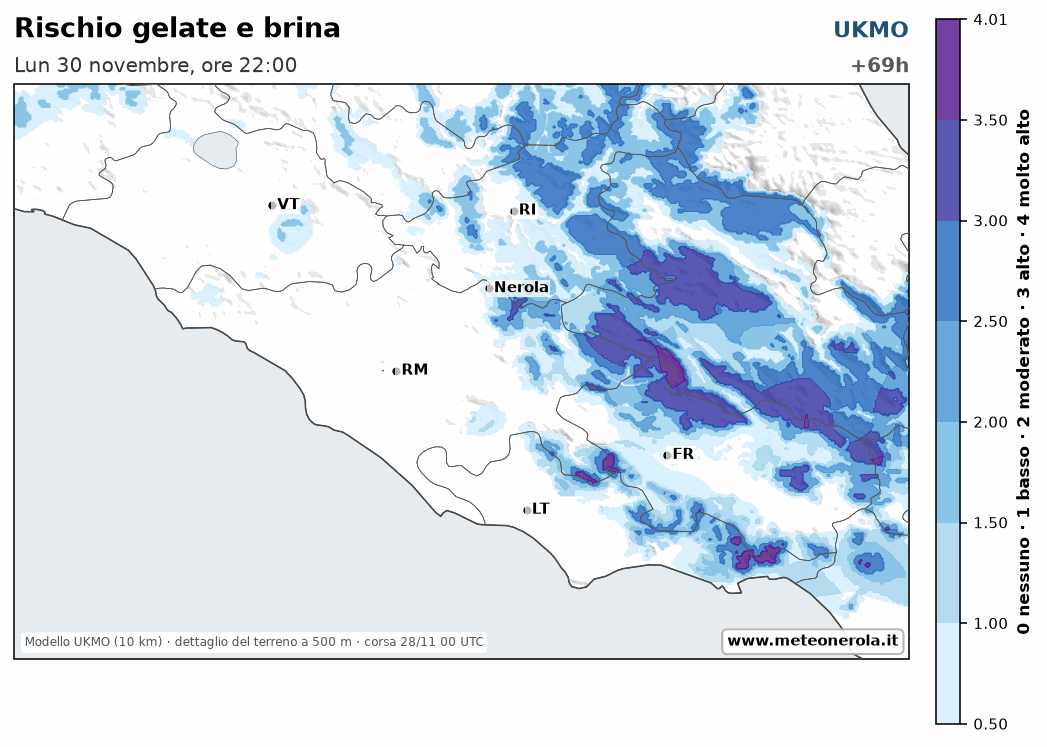 Rischio gelate e brina
UKMO
Lun 30 novembre, ore 22:00
+69h
VT
RI
Nerola
RM
FR
LT
Modello UKMO (10 km) · dettaglio del terreno a 500 m · corsa 28/11 00 UTC
www.meteonerola.it
4.01
3.50
3.00
2.50
2.00
1.50
1.00
0.50
0 nessuno · 1 basso · 2 moderato · 3 alto · 4 molto alto